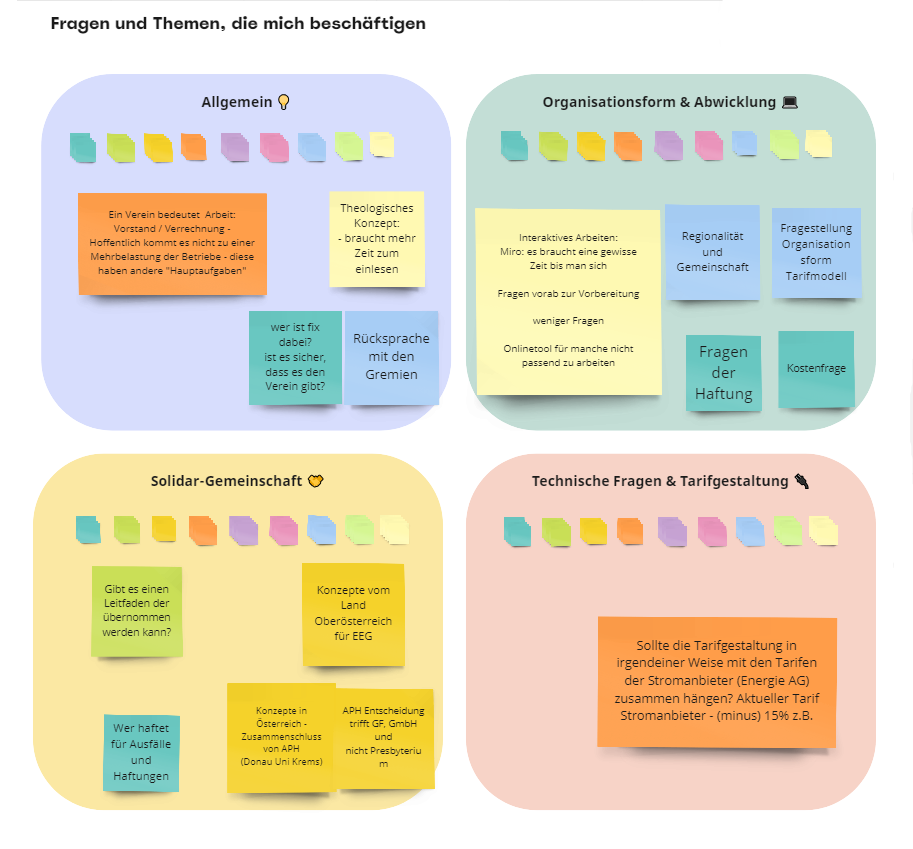 Fragen und Themen, die mich beschäftigen
Allgemein
Ein Verein bedeutet Arbeit:
Vorstand / Verrechnung -
Hoffentlich kommt es nicht zu einer
Mehrbelastung der Betriebe - diese
haben andere "Hauptaufgaben"
Theologisches
Konzept:
- braucht mehr
Zeit zum
einlesen
wer ist fix
dabei?
ist es sicher,
dass es den
Verein gibt?
Rücksprache
mit den
Gremien
Organisationsform & Abwicklung
Interaktives Arbeiten:
Miro: es braucht eine gewisse
Zeit bis man sich
Fragen vorab zur Vorbereitung
weniger Fragen
Onlinetool für manche nicht
passend zu arbeiten
Regionalität
und
Gemeinschaft
Fragestellung
Organisation
sform
Tarifmodell
Fragen
der
Haftung
Kostenfrage
Solidar-Gemeinschaft
Gibt es einen
Leitfaden der
übernommen
werden kann?
Konzepte vom
Land
Oberösterreich
für EEG
Wer haftet
für Ausfälle
und
Haftungen
Konzepte in
Österreich -
Zusammenschluss
von APH
(Donau Uni Krems)
APH Entscheidung
trifft GF, GmbH
und
nicht Presbyteriu
m
Technische Fragen & Tarifgestaltung
Sollte die Tarifgestaltung in
irgendeiner Weise mit den Tarifen
der Stromanbieter (Energie AG)
zusammen hängen? Aktueller Tarif
Stromanbieter - (minus) 15% z.B.